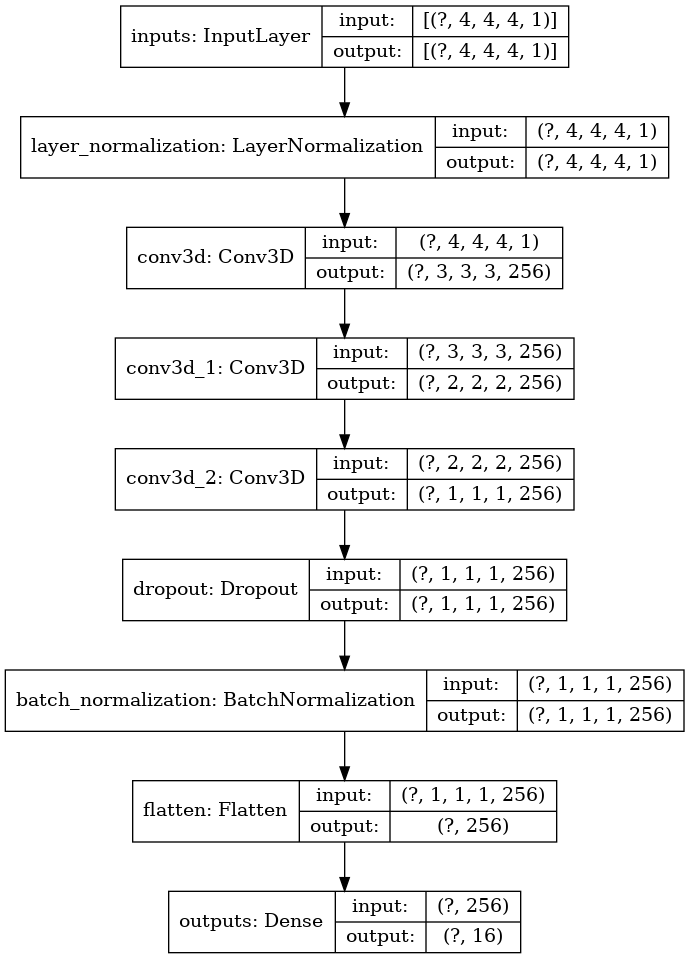 inputs: InputLayer
input:
[(?, 4, 4, 4, 1)]
output:
[(?, 4, 4, 4, 1)]
layer_normalization: LayerNormalization
input:
(?, 4, 4, 4, 1)
output:
(?, 4, 4, 4, 1)
conv3d: Conv3D
input:
(?, 4, 4, 4, 1)
output:
(?, 3, 3, 3, 256)
conv3d_1: Conv3D
input:
(?, 3, 3, 3, 256)
output:
(?, 2, 2, 2, 256)
conv3d_2: Conv3D
input:
(?, 2, 2, 2, 256)
output:
(?, 1, 1, 1, 256)
dropout: Dropout
input:
(?, 1, 1, 1, 256)
output:
(?, 1, 1, 1, 256)
batch_normalization: BatchNormalization
input:
(?, 1, 1, 1, 256)
output:
(?, 1, 1, 1, 256)
flatten: Flatten
input:
(?, 1, 1, 1, 256)
output:
(?, 256)
outputs: Dense
input:
(?, 256)
output:
(?, 16)